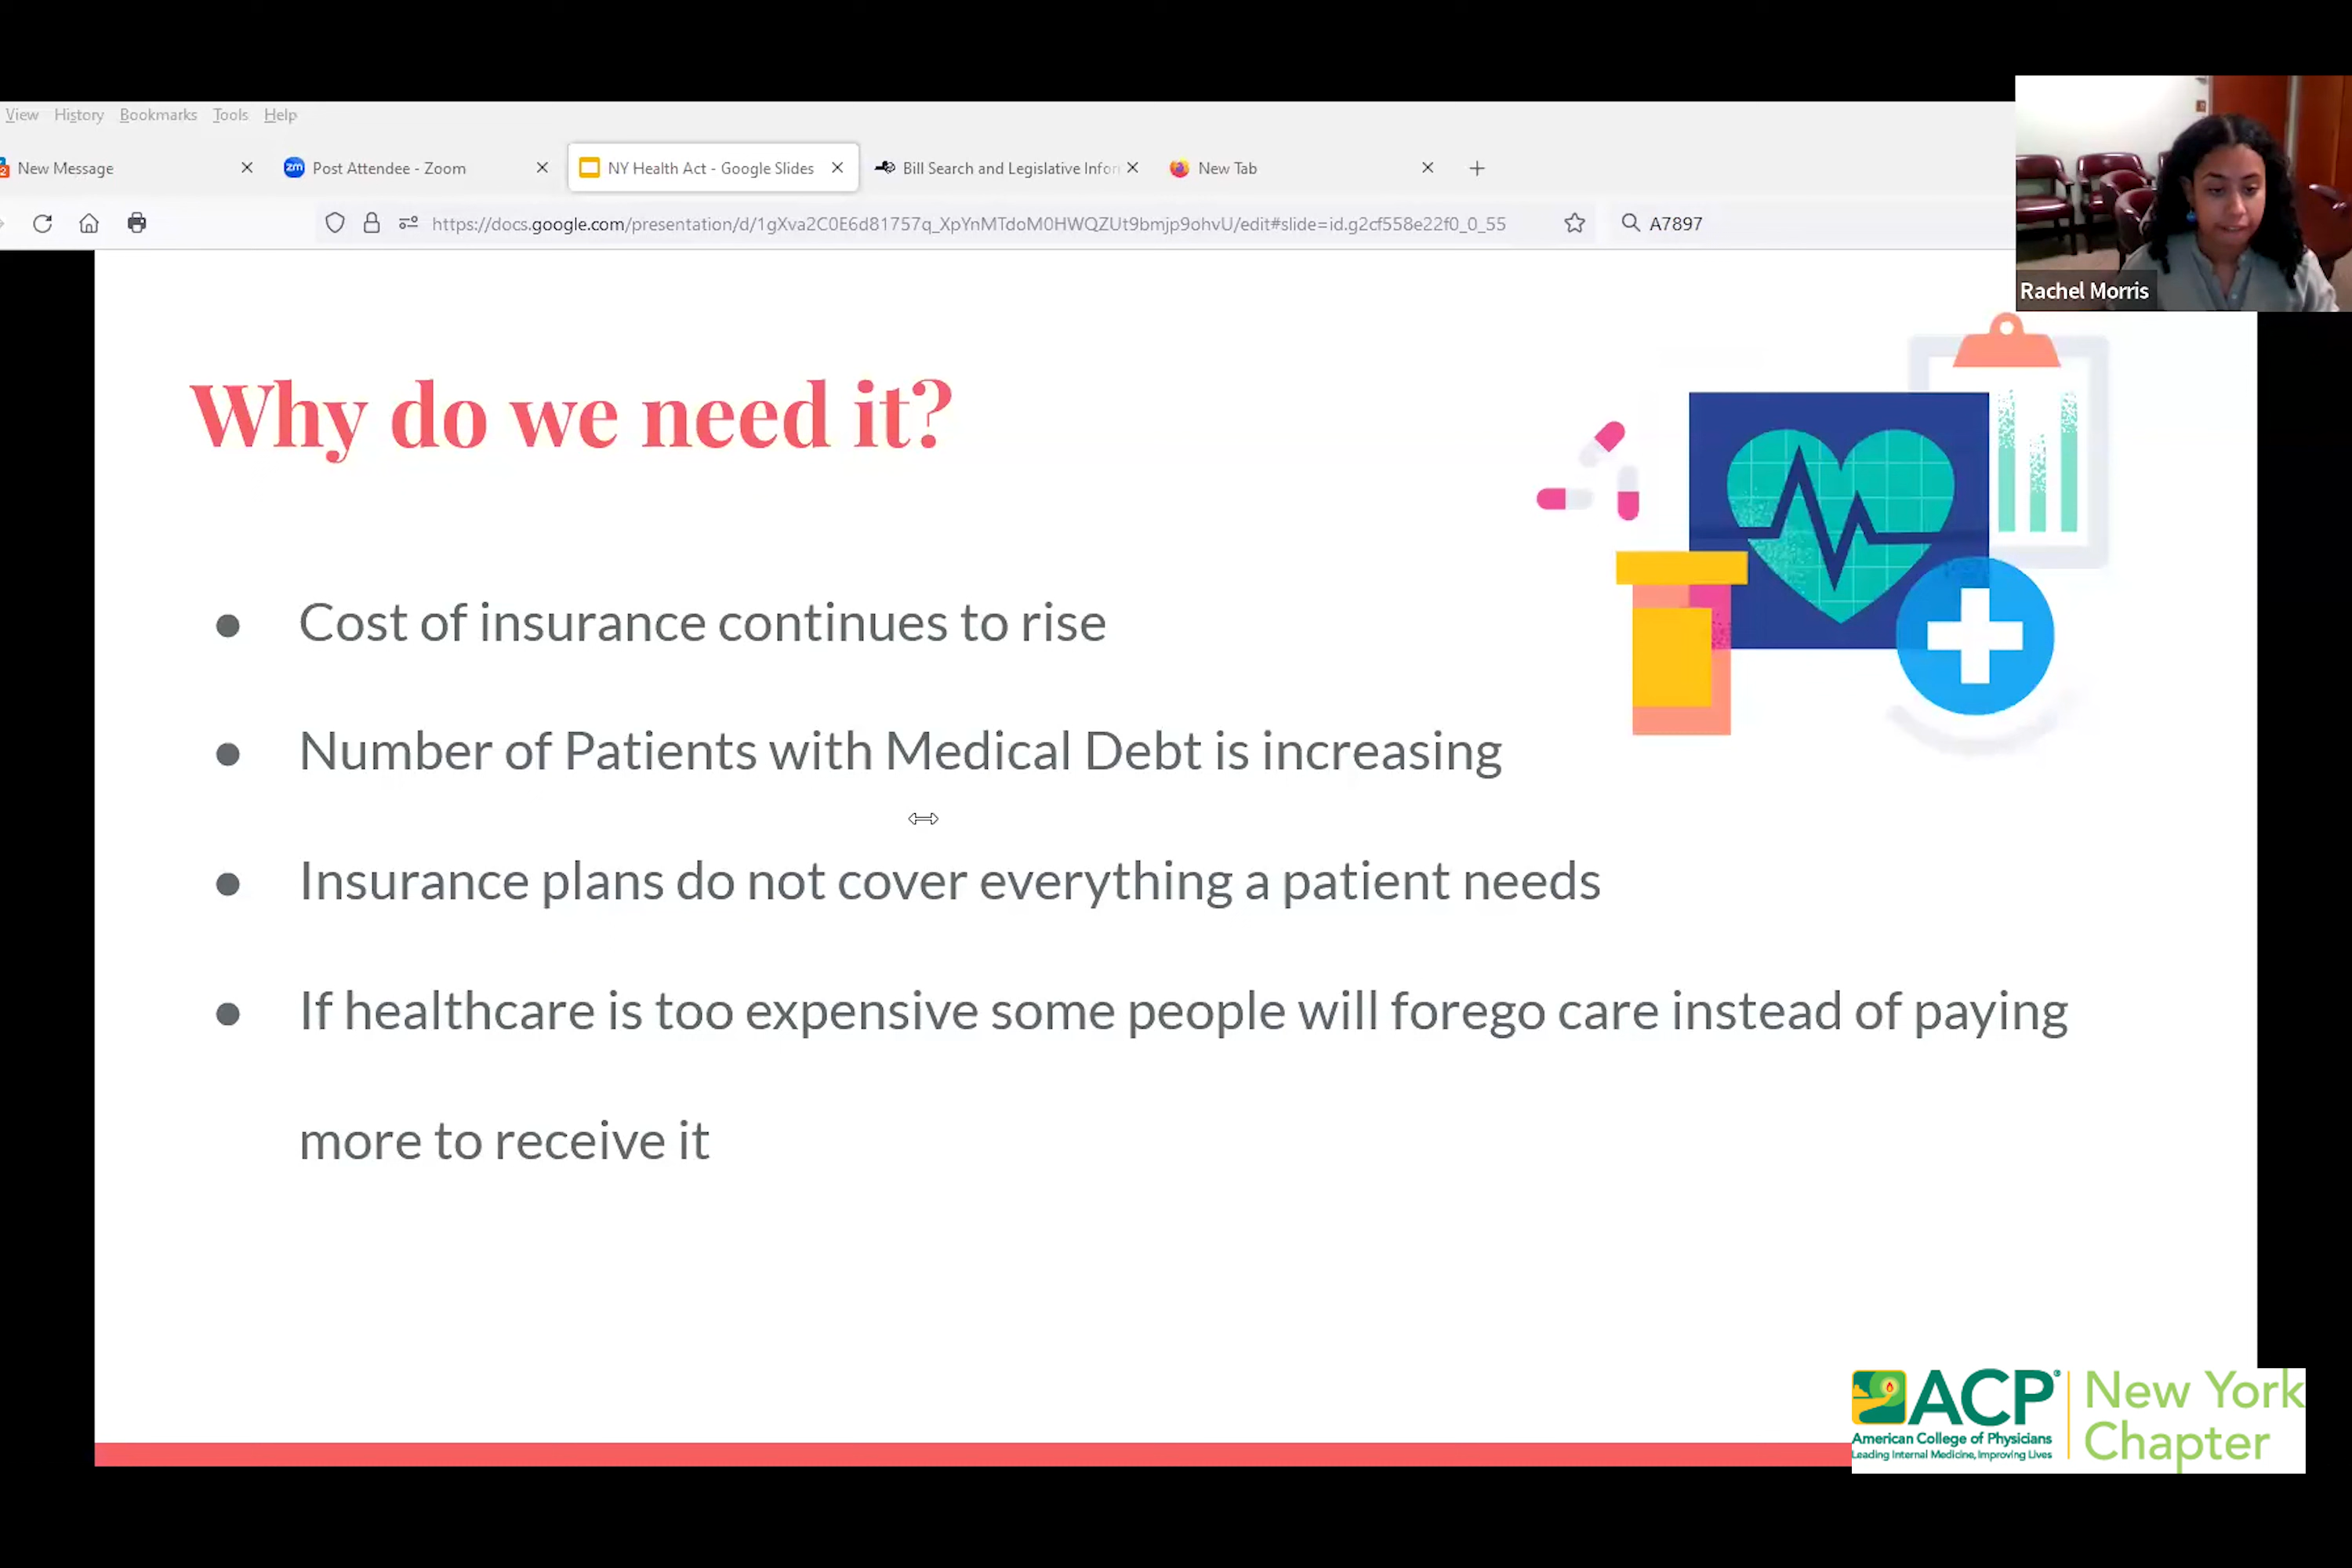 View History Bookmarks Tools Help
New Message
Post Attendee - Zoom
NY Health Act - Google Slides
Bill Search and Legislative Infor
New Tab
https://docs.google.com/presentation/d/1gXva2C0E6d81757q_XpYnMTdoM0HWQZUt9bmjp9ohvU/edit#slide=id.g2cf558e22f0_0_55
A7897
Rachel Morris
Why do we need it?
● Cost of insurance continues to rise
● Number of Patients with Medical Debt is increasing
● Insurance plans do not cover everything a patient needs
● If healthcare is too expensive some people will forego care instead of paying
more to receive it
ACP®
American College of Physicians
Leading Internal Medicine, Improving Lives
New York
Chapter